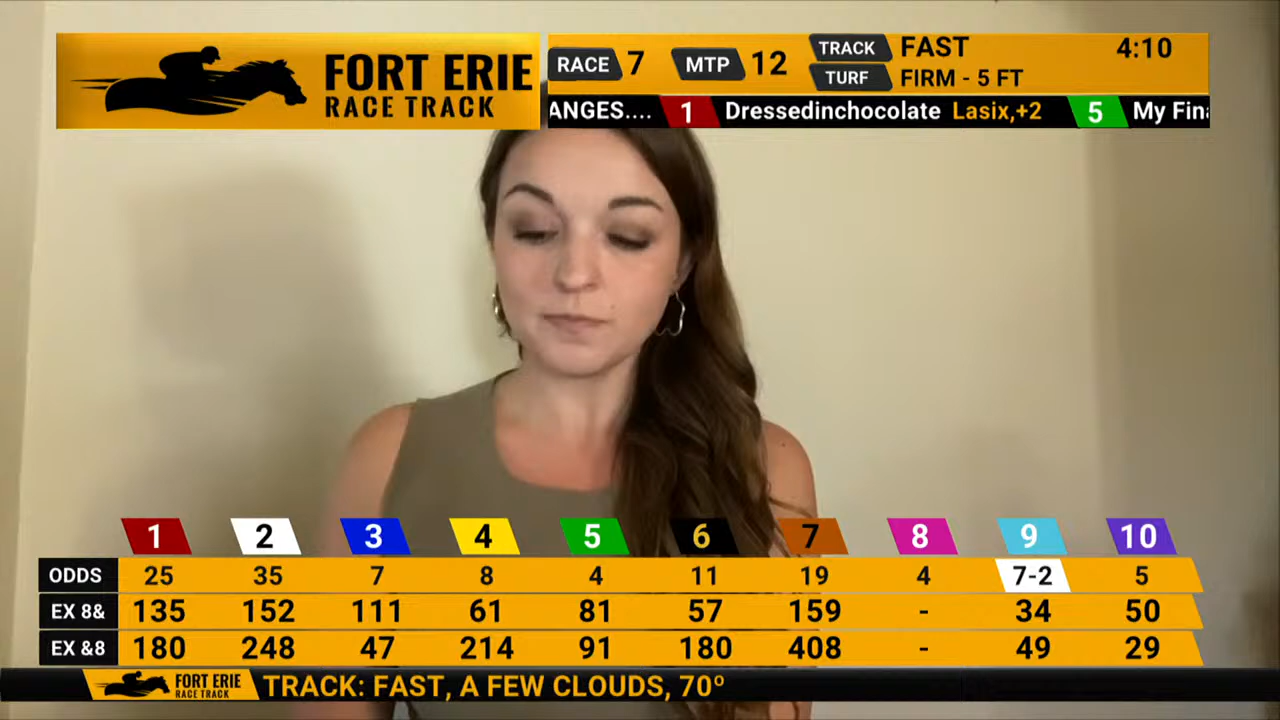 FORT ERIE
RACE TRACK
RACE 7 MTP 12 TRACK FAST 4:10
TURF FIRM - 5 FT
ANGES.... 1 Dressedinchocolate Lasix,+2 5 My Fin
1 2 3 4 5 6 7 8 9 10
ODDS 25 35 7 8 4 11 19 4 7-2 5
EX 8& 135 152 111 61 81 57 159 - 34 50
EX &8 180 248 47 214 91 180 408 - 49 29
FORT ERIE
RACE TRACK
TRACK: FAST, A FEW CLOUDS, 70º